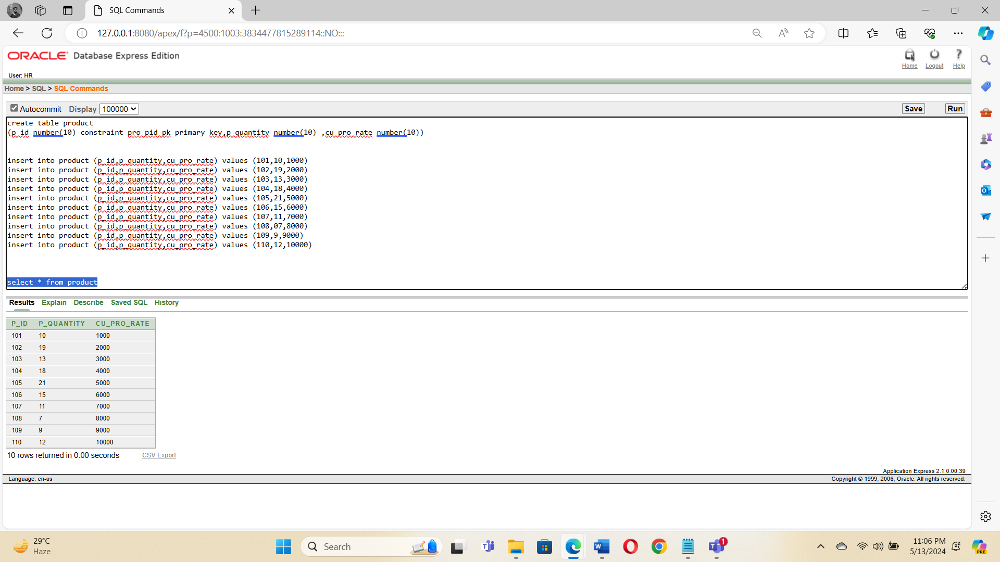 SQL Commands
127.0.0.1:8080/apex/f?p=4500:1003:3834477815289114::NO:::
ORACLE Database Express Edition
Home Logout Help
User: HR
Home > SQL > SQL Commands
Autocommit Display 100000 Save Run
create table product
(p_id number(10) constraint pro_pid_pk primary key,p_quantity number(10) ,cu_pro_rate number(10))
insert into product (p_id,p_quantity,cu_pro_rate) values (101,10,1000)
insert into product (p_id,p_quantity,cu_pro_rate) values (102,19,2000)
insert into product (p_id,p_quantity,cu_pro_rate) values (103,13,3000)
insert into product (p_id,p_quantity,cu_pro_rate) values (104,18,4000)
insert into product (p_id,p_quantity,cu_pro_rate) values (105,21,5000)
insert into product (p_id,p_quantity,cu_pro_rate) values (106,15,6000)
insert into product (p_id,p_quantity,cu_pro_rate) values (107,11,7000)
insert into product (p_id,p_quantity,cu_pro_rate) values (108,07,8000)
insert into product (p_id,p_quantity,cu_pro_rate) values (109,9,9000)
insert into product (p_id,p_quantity,cu_pro_rate) values (110,12,10000)
select * from product
Results Explain Describe Saved SQL History
P_ID P_QUANTITY CU_PRO_RATE
101 10 1000
102 19 2000
103 13 3000
104 18 4000
105 21 5000
106 15 6000
107 11 7000
108 7 8000
109 9 9000
110 12 10000
10 rows returned in 0.00 seconds CSV Export
Application Express 2.1.0.00.39
Language: en-us Copyright © 1999, 2006, Oracle. All rights reserved.
29°C
Haze
Search
1
11:06 PM
5/13/2024
PRE